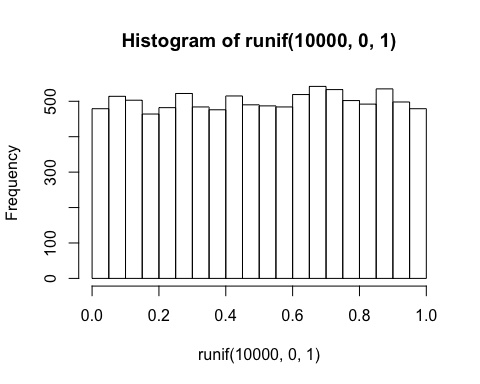 Histogram of runif(10000, 0, 1)
Frequency
500
300
100
0
0.0 0.2 0.4 0.6 0.8 1.0
runif(10000, 0, 1)